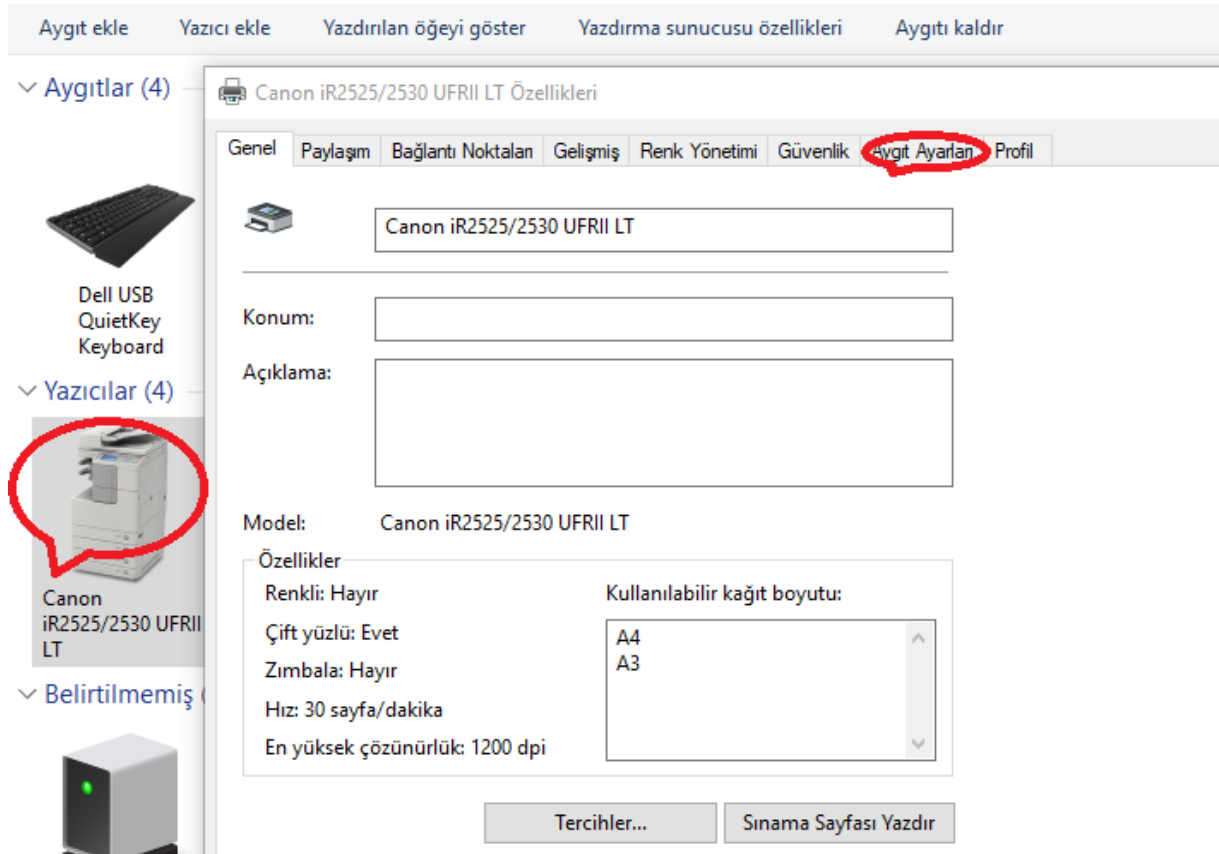 Aygıt ekle Yazıcı ekle Yazdırılan öğeyi göster Yazdırma sunucusu özellikleri Aygıtı kaldır
Aygıtlar (4)
Dell USB
QuietKey
Keyboard
Yazıcılar (4)
Canon
iR2525/2530 UFRII
LT
Belirtilmemiş (
Canon iR2525/2530 UFRII LT Özellikleri
Genel Paylaşım Bağlantı Noktaları Gelişmiş Renk Yönetimi Güvenlik Aygıt Ayarları Profil
Canon iR2525/2530 UFRII LT
Konum:
Açıklama:
Model: Canon iR2525/2530 UFRII LT
Özellikler
Renkli: Hayır
Çift yüzlü: Evet
Zımbala: Hayır
Hız: 30 sayfa/dakika
En yüksek çözünürlük: 1200 dpi
Kullanılabilir kağıt boyutu:
A4
A3
Tercihler... Sınama Sayfası Yazdır